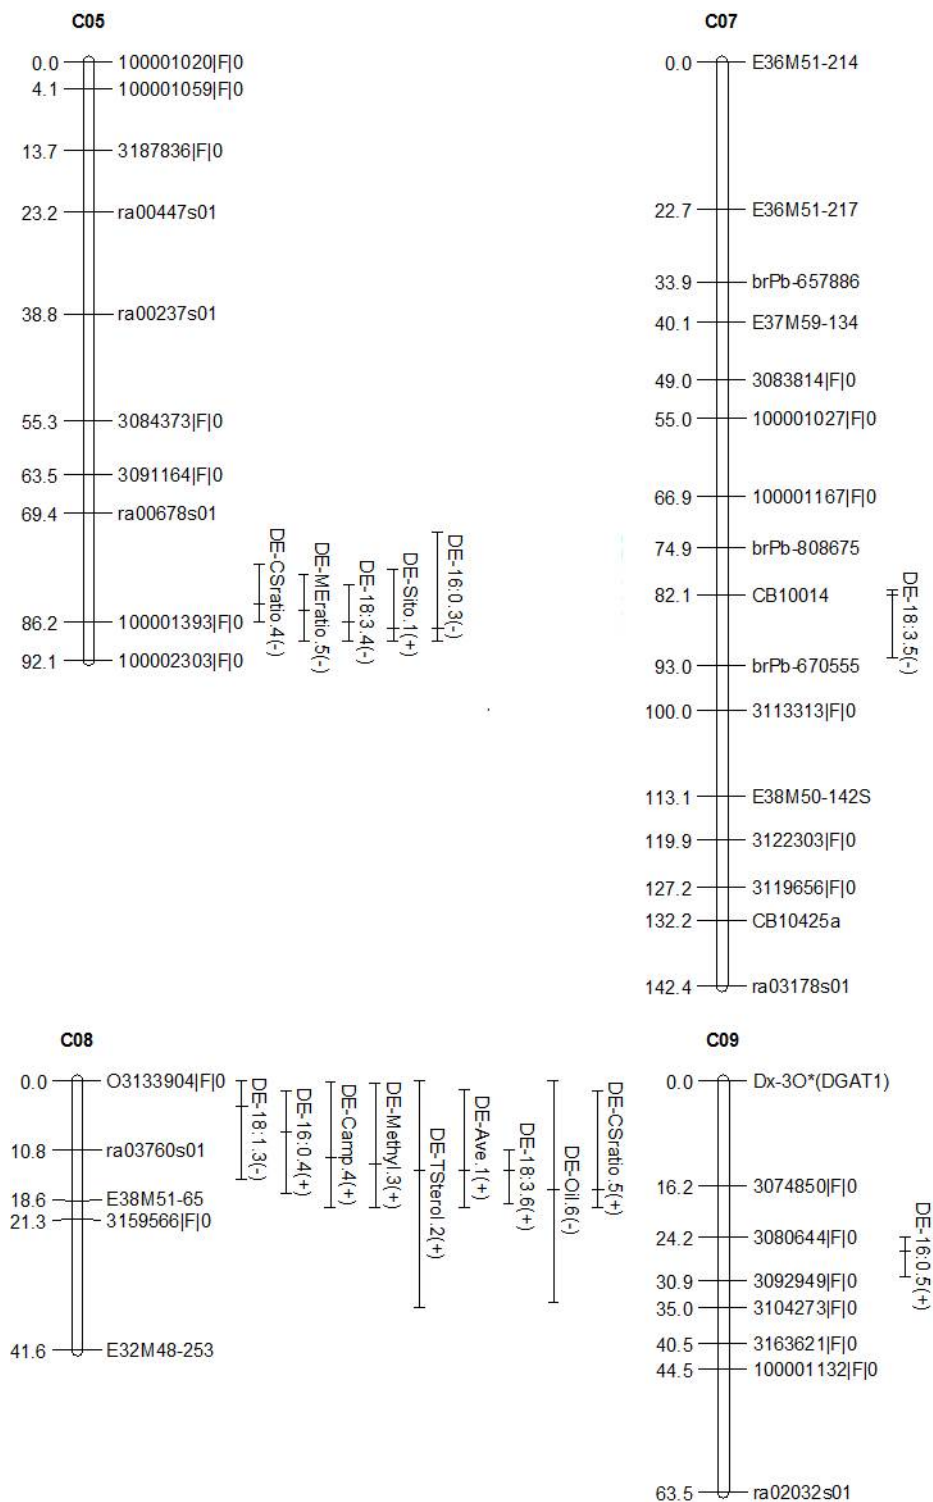 C05
0.0 100001020|F|0
4.1 100001059|F|0
13.7 3187836|F|0
23.2 ra00447s01
38.8 ra00237s01
55.3 3084373|F|0
63.5 3091164|F|0
69.4 ra00678s01
86.2 100001393|F|0
92.1 100002303|F|0
DE-CSratio.4(-)
DE-MEratio.5(-)
DE-18:3.4(-)
DE-Sito.1(+)
DE-16:0.3(-)
C07
0.0 E36M51-214
22.7 E36M51-217
33.9 brPb-657886
40.1 E37M59-134
49.0 3083814|F|0
55.0 100001027|F|0
66.9 100001167|F|0
74.9 brPb-808675
82.1 CB10014
93.0 brPb-670555
100.0 3113313|F|0
113.1 E38M50-142S
119.9 3122303|F|0
127.2 3119656|F|0
132.2 CB10425a
142.4 ra03178s01
DE-18:3.5(-)
C08
0.0 O3133904|F|0
10.8 ra03760s01
18.6 E38M51-65
21.3 3159566|F|0
41.6 E32M48-253
DE-18:1.3(-)
DE-16:0.4(+)
DE-Camp.4(+)
DE-Methyl.3(+)
DE-TSterol.2(+)
DE-Ave.1(+)
DE-18:3.6(+)
DE-Oil.6(-)
DE-CSratio.5(+)
C09
0.0 Dx-3O*(DGAT1)
16.2 3074850|F|0
24.2 3080644|F|0
30.9 3092949|F|0
35.0 3104273|F|0
40.5 3163621|F|0
44.5 100001132|F|0
63.5 ra02032s01
DE-16:0.5(+)